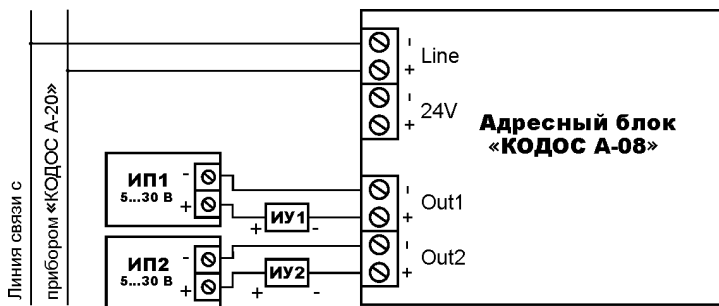 Линия связи с
прибором «КОДОС А-20»
- Line
+
- 24V
+
Адресный блок
«КОДОС А-08»
ИП1 -
5...30 В +
+ ИУ1 -
- Out1
+
ИП2 -
5...30 В +
+ ИУ2 -
- Out2
+